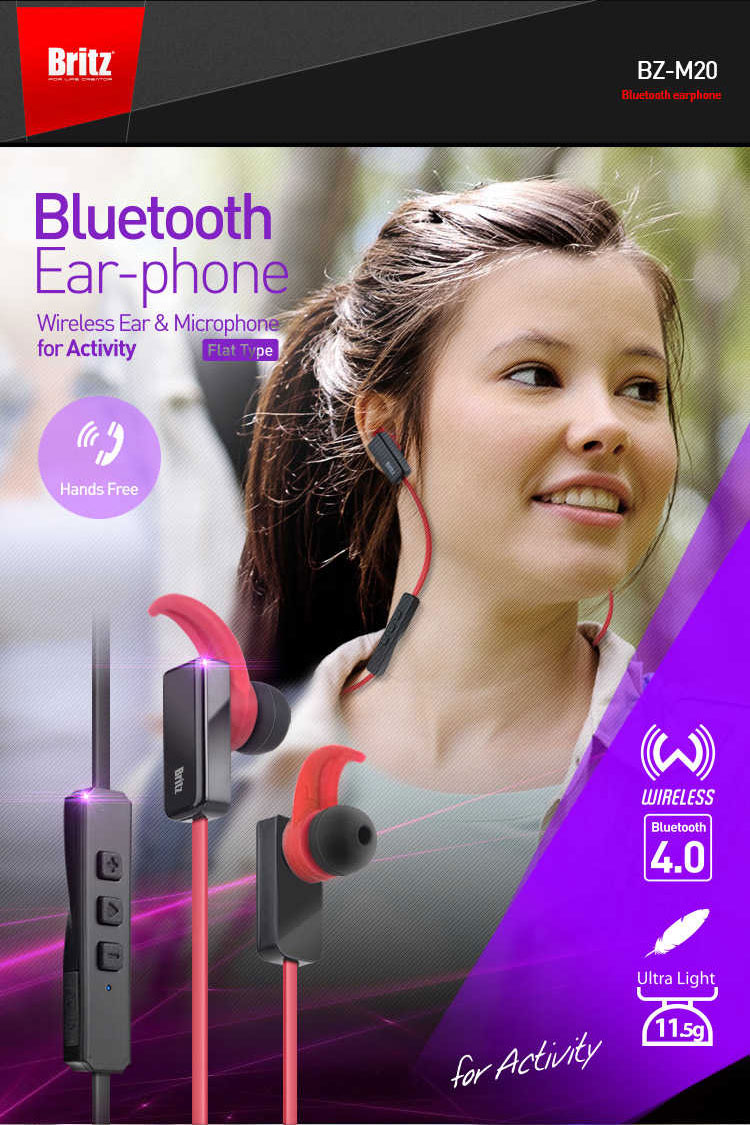 Britz
FOR LIFE CREATOR
BZ-M20
Bluetooth earphone
Bluetooth
Ear-phone
Wireless Ear & Microphone
for Activity
Flat Type
Hands Free
Britz
Britz
WIRELESS
Bluetooth
4.0
Ultra Light
11.5g
for Activity